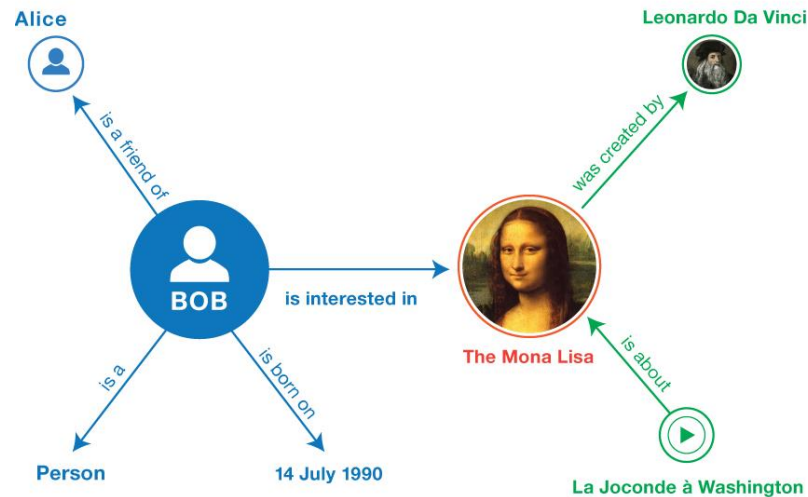 Alice
Leonardo Da Vinci
is a friend of
was created by
BOB
is interested in
The Mona Lisa
is a
is born on
is about
Person
14 July 1990
La Joconde à Washington